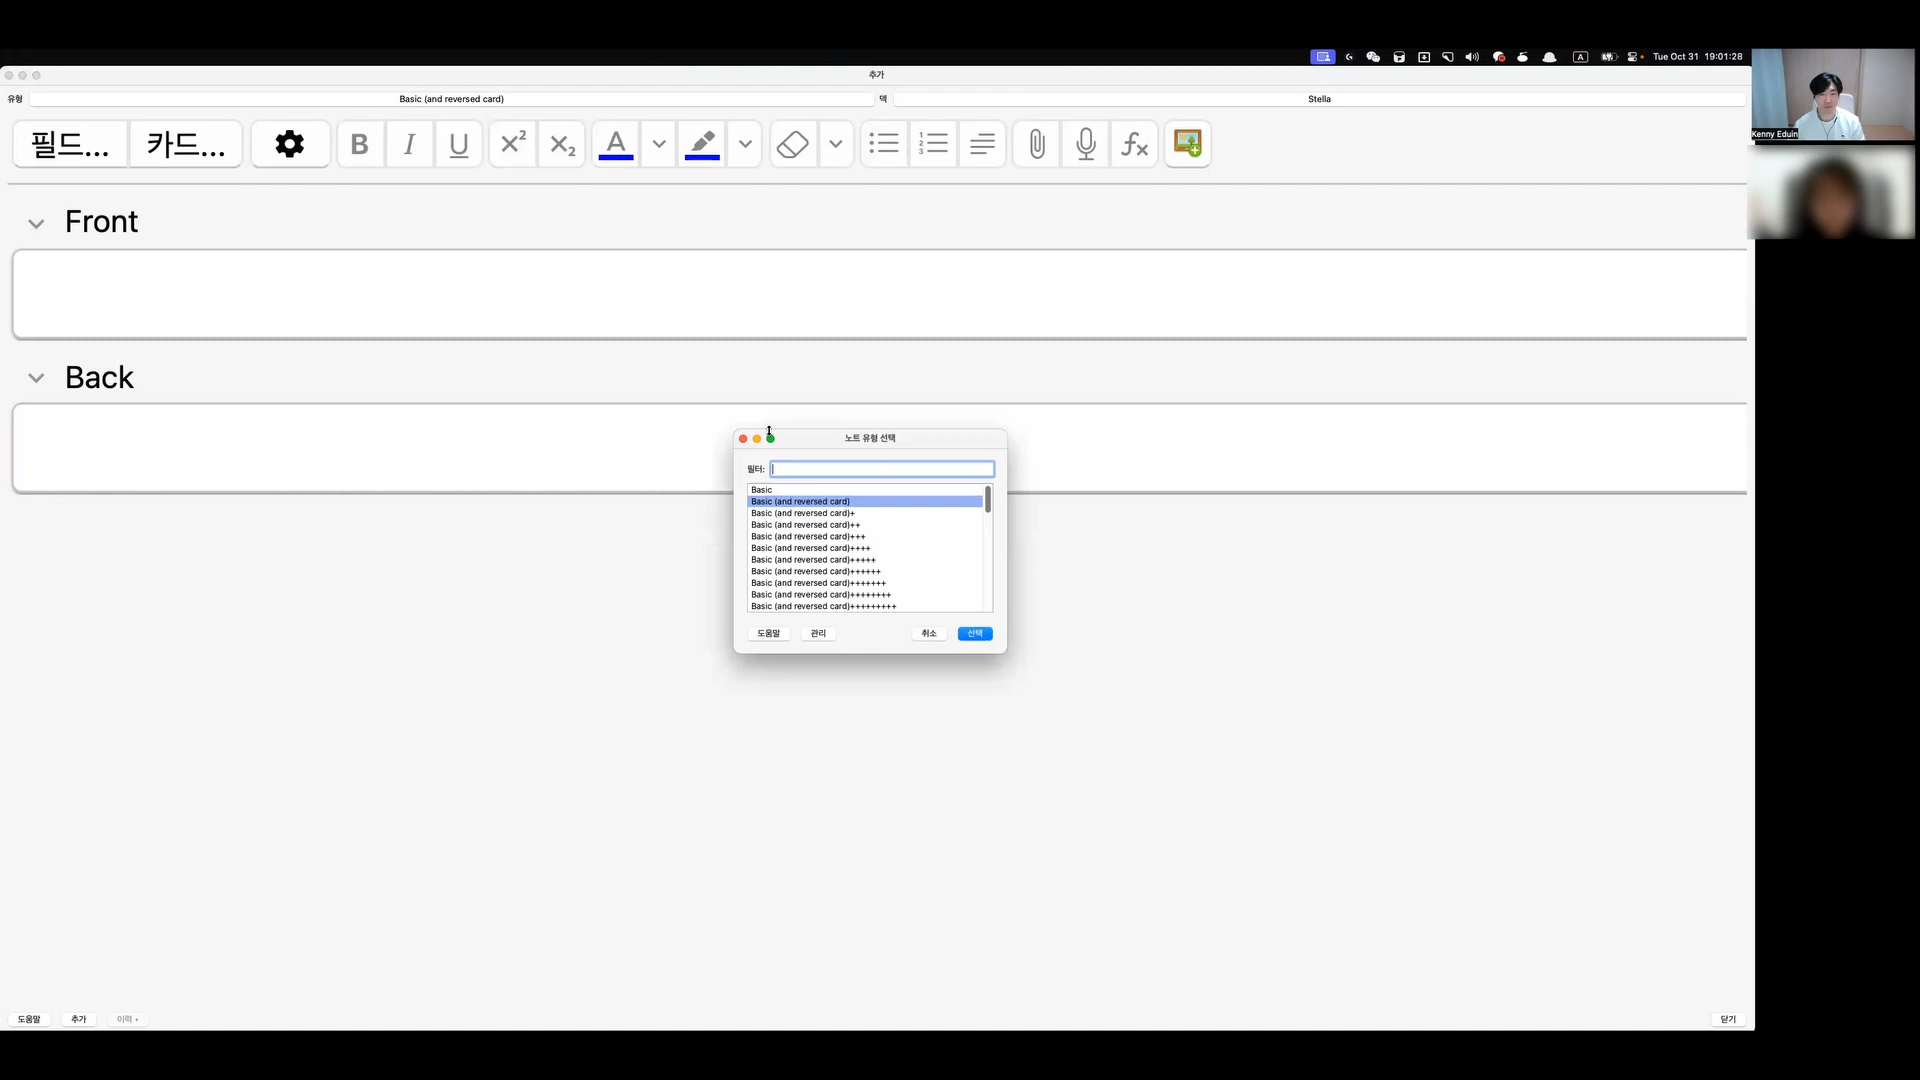 Tue Oct 31 19:01:28
추가
유형 Basic (and reversed card) 덱 Stella
필드... 카드...
Front
Back
노트 유형 선택
필터:
Basic
Basic (and reversed card)
Basic (and reversed card)+
Basic (and reversed card)++
Basic (and reversed card)+++
Basic (and reversed card)++++
Basic (and reversed card)+++++
Basic (and reversed card)++++++
Basic (and reversed card)+++++++
Basic (and reversed card)++++++++
Basic (and reversed card)+++++++++
도움말 관리 취소 선택
도움말 추가 이력 닫기
Kenny Eduin